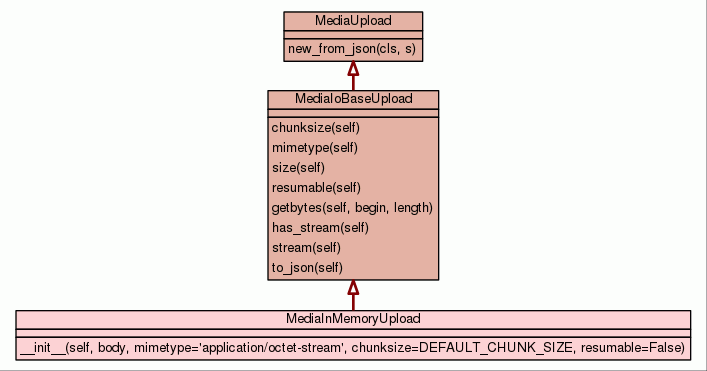 MediaUpload
new_from_json(cls, s)
MediaIoBaseUpload
chunksize(self)
mimetype(self)
size(self)
resumable(self)
getbytes(self, begin, length)
has_stream(self)
stream(self)
to_json(self)
MediaInMemoryUpload
__init__(self, body, mimetype='application/octet-stream', chunksize=DEFAULT_CHUNK_SIZE, resumable=False)